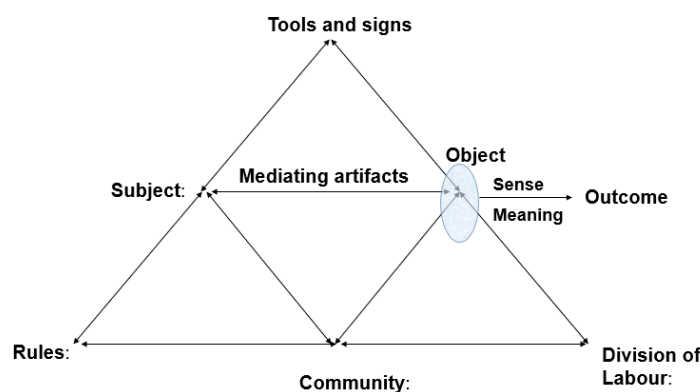 Tools and signs
Object
Mediating artifacts
Subject:
Sense
Outcome
Meaning
Rules:
Division of
Labour:
Community: